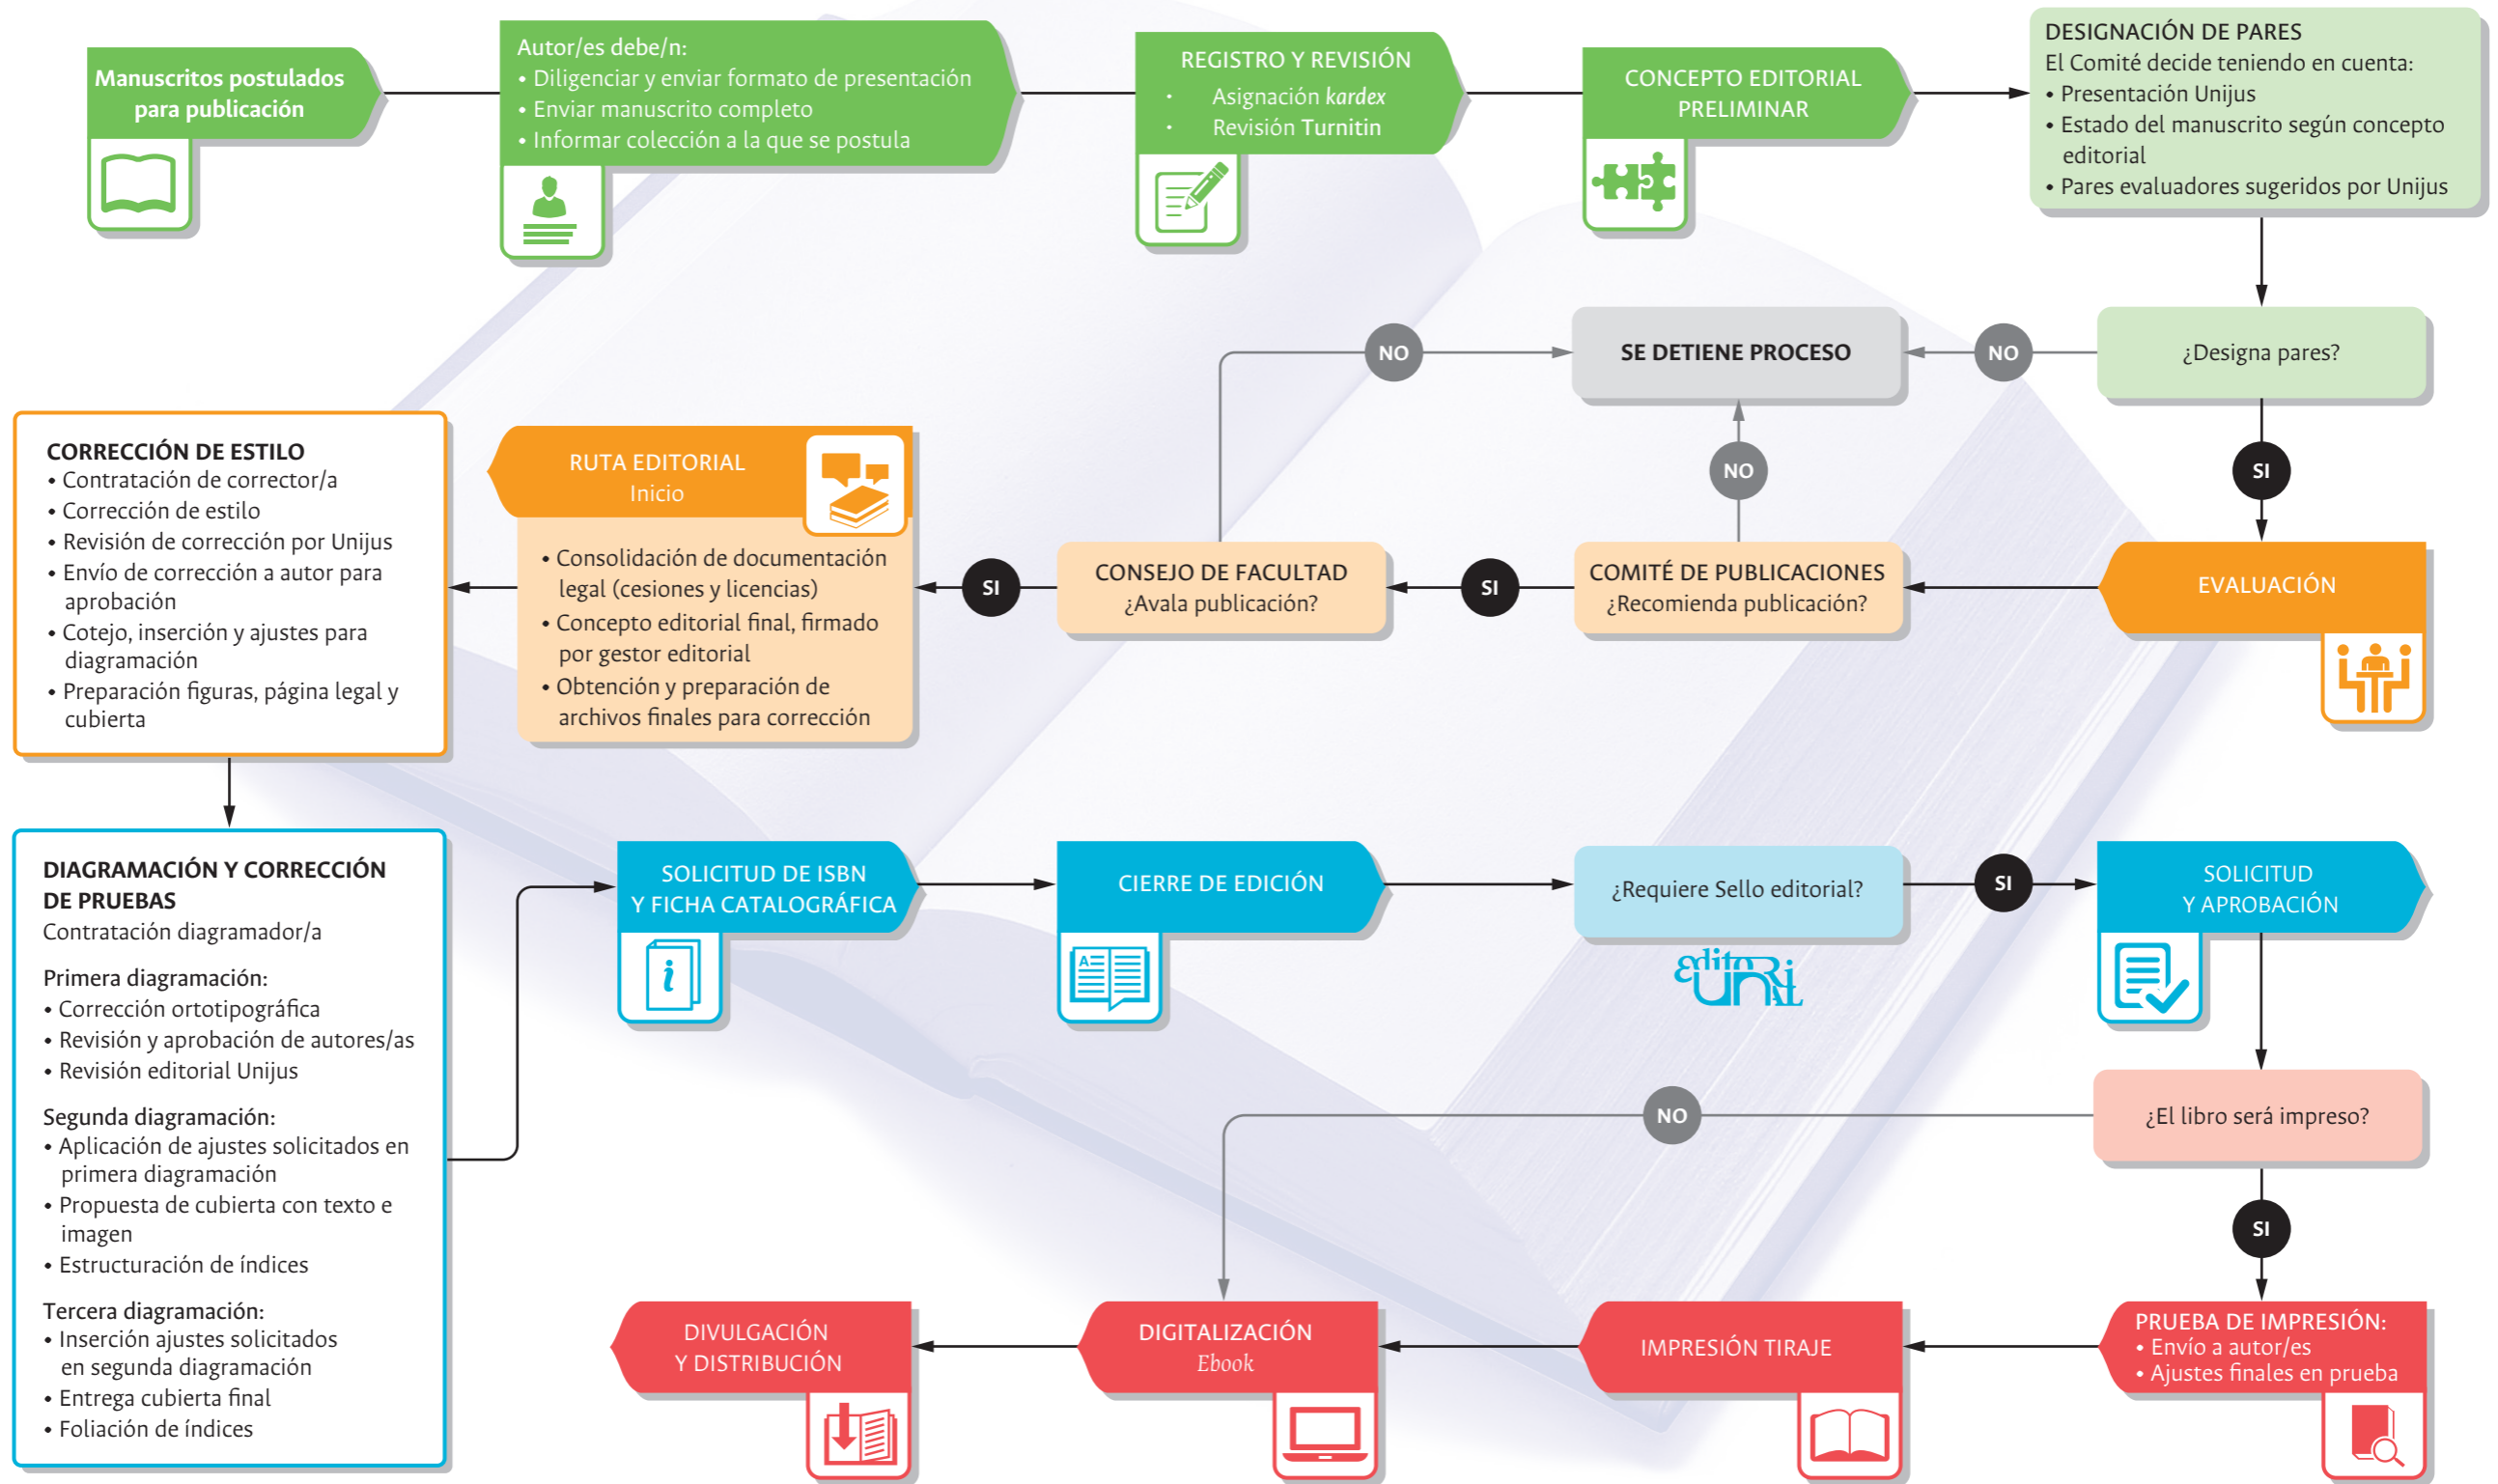 Manuscritos postulados
para publicación
Autor/es debe/n:
• Diligenciar y enviar formato de presentación
• Enviar manuscrito completo
• Informar colección a la que se postula
REGISTRO Y REVISIÓN
• Asignación kardex
• Revisión Turnitin
CONCEPTO EDITORIAL
PRELIMINAR
DESIGNACIÓN DE PARES
El Comité decide teniendo en cuenta:
• Presentación Unijus
• Estado del manuscrito según concepto
editorial
• Pares evaluadores sugeridos por Unijus
¿Designa pares?
NO
SE DETIENE PROCESO
NO
NO
SI
EVALUACIÓN
COMITÉ DE PUBLICACIONES
¿Recomienda publicación?
SI
CONSEJO DE FACULTAD
¿Avala publicación?
SI
RUTA EDITORIAL
Inicio
• Consolidación de documentación
legal (cesiones y licencias)
• Concepto editorial final, firmado
por gestor editorial
• Obtención y preparación de
archivos finales para corrección
CORRECCIÓN DE ESTILO
• Contratación de corrector/a
• Corrección de estilo
• Revisión de corrección por Unijus
• Envío de corrección a autor para
aprobación
• Cotejo, inserción y ajustes para
diagramación
• Preparación figuras, página legal y
cubierta
DIAGRAMACIÓN Y CORRECCIÓN
DE PRUEBAS
Contratación diagramador/a
Primera diagramación:
• Corrección ortotipográfica
• Revisión y aprobación de autores/as
• Revisión editorial Unijus
Segunda diagramación:
• Aplicación de ajustes solicitados en
primera diagramación
• Propuesta de cubierta con texto e
imagen
• Estructuración de índices
Tercera diagramación:
• Inserción ajustes solicitados
en segunda diagramación
• Entrega cubierta final
• Foliación de índices
SOLICITUD DE ISBN
Y FICHA CATALOGRÁFICA
i
CIERRE DE EDICIÓN
A
¿Requiere Sello editorial?
editorial
UNAL
SI
SOLICITUD
Y APROBACIÓN
¿El libro será impreso?
NO
SI
PRUEBA DE IMPRESIÓN:
• Envío a autor/es
• Ajustes finales en prueba
IMPRESIÓN TIRAJE
DIGITALIZACIÓN
Ebook
DIVULGACIÓN
Y DISTRIBUCIÓN